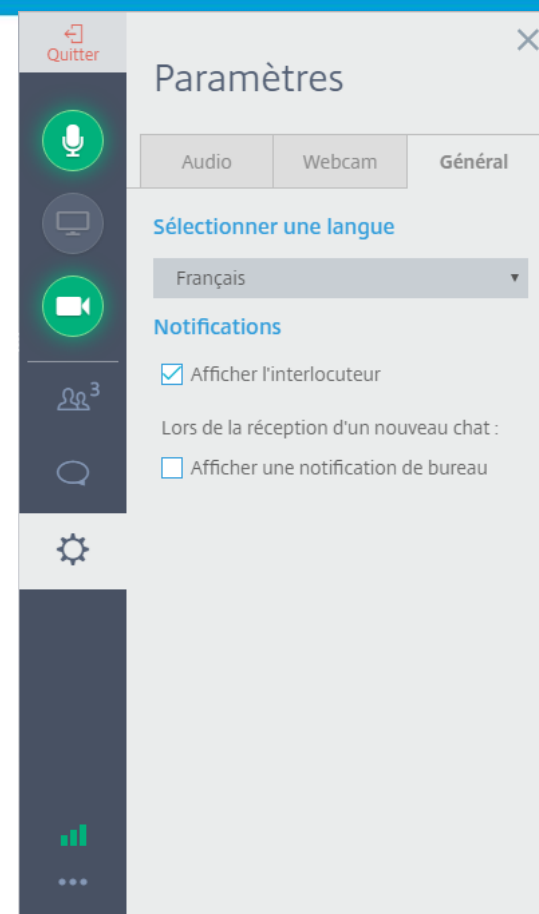 Quitter
Paramètres
Audio
Webcam
Général
Sélectionner une langue
Français
Notifications
Afficher l'interlocuteur
3
Lors de la réception d'un nouveau chat :
Afficher une notification de bureau